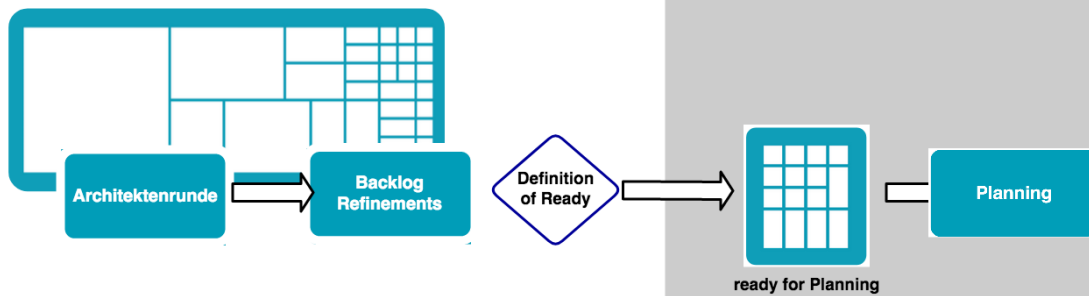 Architektenrunde
Backlog
Refinements
Definition
of Ready
ready for Planning
Planning